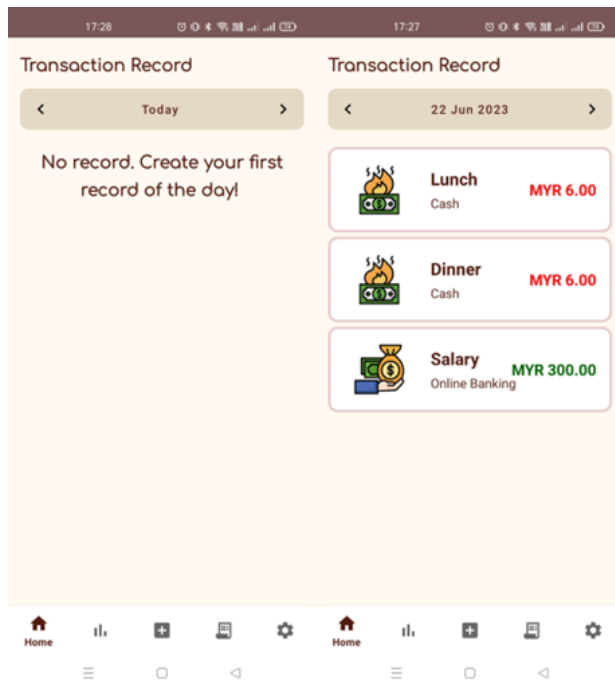 17:28
Transaction Record
Today
No record. Create your first
record of the day!
Home
17:27
Transaction Record
22 Jun 2023
Lunch
MYR 6.00
Cash
Dinner
MYR 6.00
Cash
Salary
MYR 300.00
Online Banking
Home